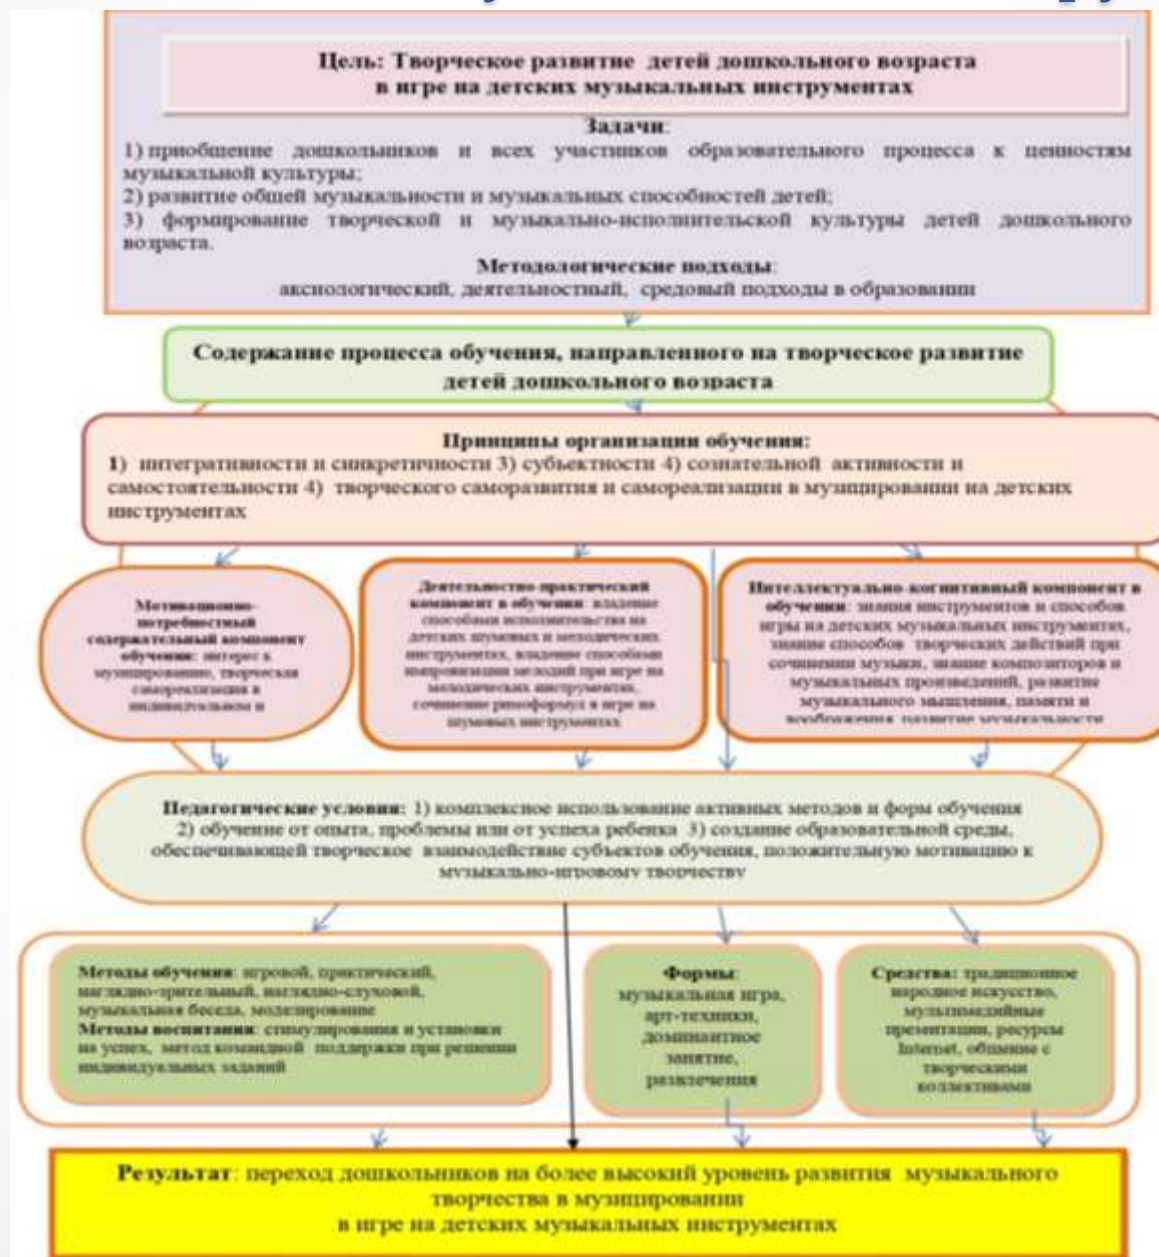 Цель: Творческое развитие детей дошкольного возраста
в игре на детских музыкальных инструментах
Задачи:
1) приобщение дошкольников и всех участников образовательного процесса к ценностям
музыкальной культуры;
2) развитие общей музыкальности и музыкальных способностей детей;
3) формирование творческой и музыкально-исполнительской культуры детей дошкольного
возраста.
Методологические подходы:
аксиологический, деятельностный, средовый подходы в образовании
Содержание процесса обучения, направленного на творческое развитие
детей дошкольного возраста
Принципы организации обучения:
1) интегративности и синкретичности 3) субъектности 4) сознательной активности и
самостоятельности 4) творческого саморазвития и самореализации в музицировании на детских
инструментах
Мотивационно-
потребностный
содержательный компонент
обучения: интерес к
музицированию, творческая
самореализация в
индивидуальном и
Деятельностно-практический
компонент в обучения: владение
способами исполнительства на
детских шумовых и мелодических
инструментах, владение способами
импровизации мелодий при игре на
мелодических инструментах,
сочинение ритмоформул в игре на
шумовых инструментах
Интеллектуально-когнитивный компонент в
обучении: знания инструментов и способов
игры на детских музыкальных инструментах,
знание способов творческих действий при
сочинении музыки, знание композиторов и
музыкальных произведений, развитие
музыкального мышления, памяти и
воображения, развитие музыкальности
Педагогические условия: 1) комплексное использование активных методов и форм обучения
2) обучение от опыта, проблемы или от успеха ребенка 3) создание образовательной среды,
обеспечивающей творческое взаимодействие субъектов обучения, положительную мотивацию к
музыкально-игровому творчеству
Методы обучения: игровой, практический,
наглядно-зрительный, наглядно-слуховой,
музыкальная беседа, моделирование
Методы воспитания: стимулирования и установки
на успех, метод командной поддержки при решении
индивидуальных заданий
Формы:
музыкальная игра,
арт-техники,
доминантное
занятие,
развлечения
Средства: традиционное
народное искусство,
мультимедийные
презентации, ресурсы
Internet, общение с
творческими
коллективами
Результат: переход дошкольников на более высокий уровень развития музыкального
творчества в музицировании
в игре на детских музыкальных инструментах